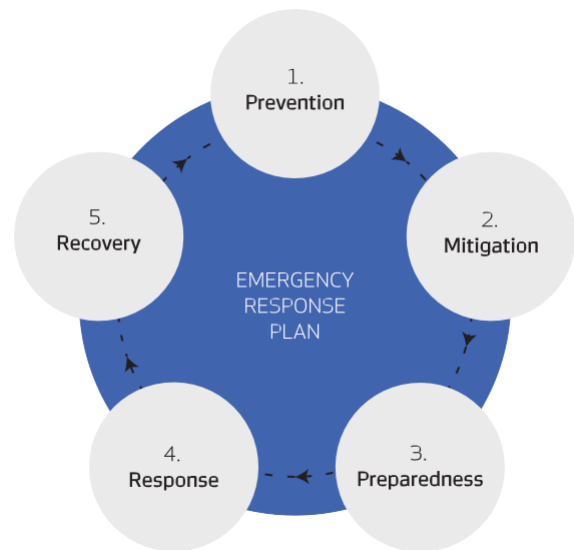 1.
Prevention
2.
Mitigation
3.
Preparedness
4.
Response
5.
Recovery
EMERGENCY
RESPONSE
PLAN